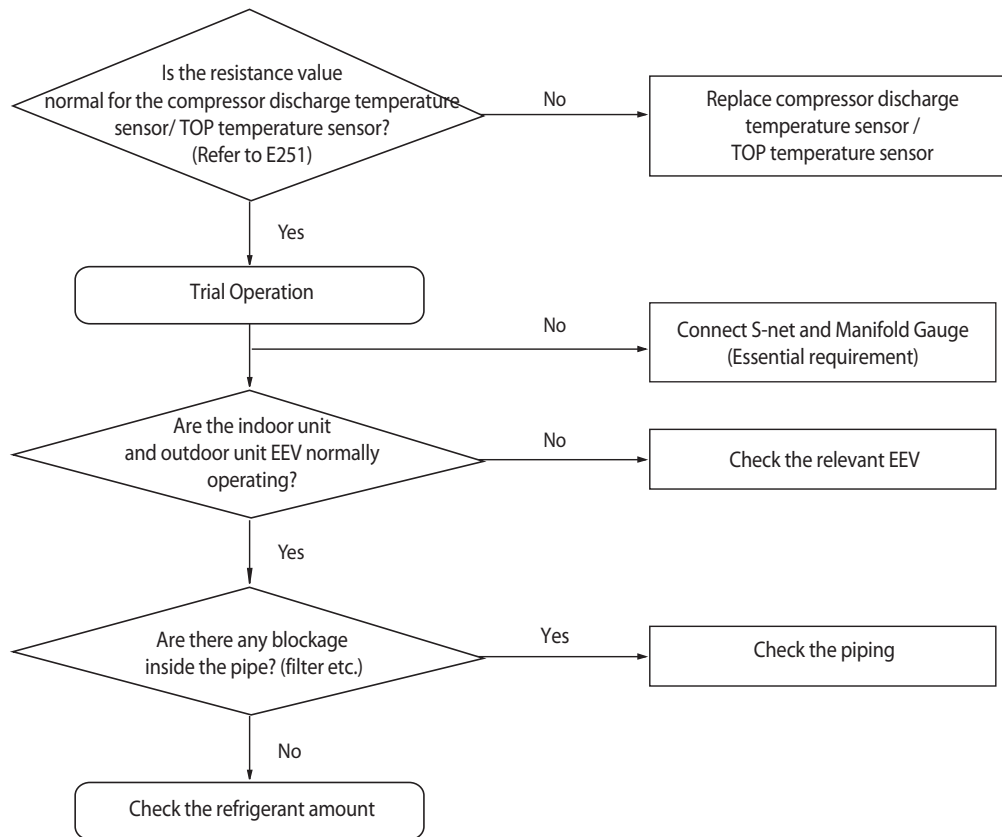 Is the resistance value
normal for the compressor discharge temperature
sensor/ TOP temperature sensor?
(Refer to E251)
No
Replace compressor discharge
temperature sensor /
TOP temperature sensor
Yes
Trial Operation
No
Connect S-net and Manifold Gauge
(Essential requirement)
Are the indoor unit
and outdoor unit EEV normally
operating?
No
Check the relevant EEV
Yes
Are there any blockage
inside the pipe? (filter etc.)
Yes
Check the piping
No
Check the refrigerant amount